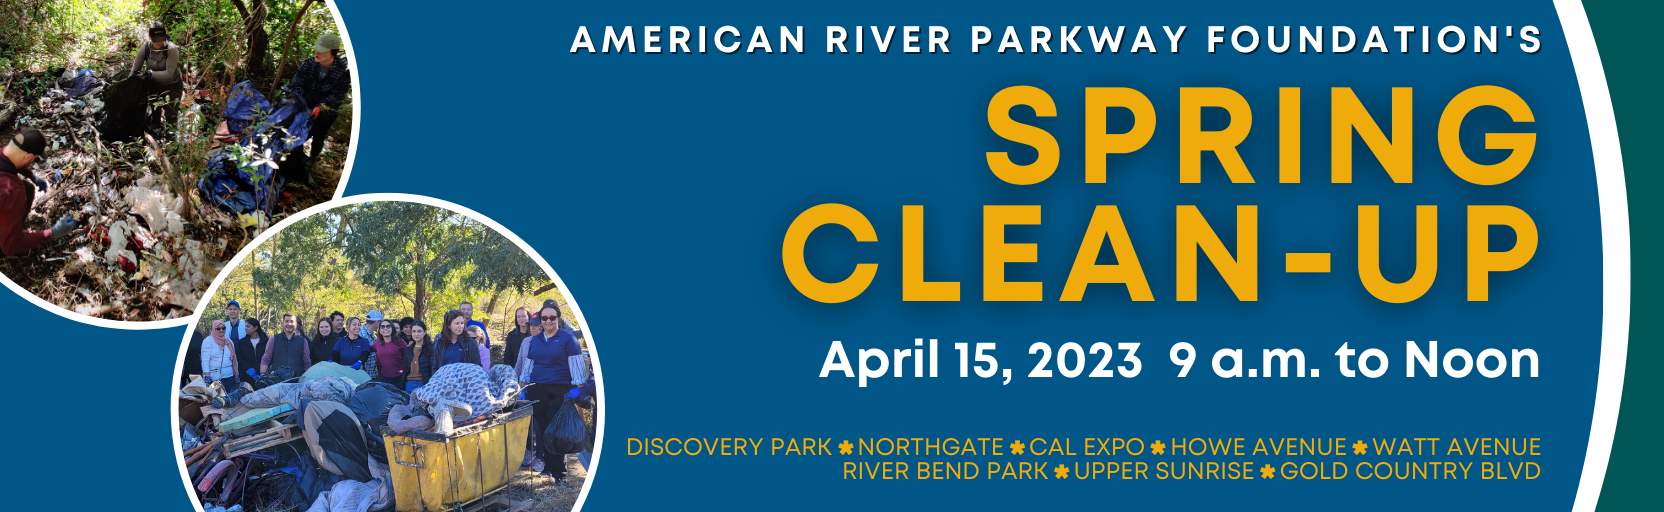 AMERICAN RIVER PARKWAY FOUNDATION'S
SPRING
CLEAN-UP
April 15, 2023 9 a.m. to Noon
DISCOVERY PARK * NORTHGATE * CAL EXPO * HOWE AVENUE * WATT AVENUE
RIVER BEND PARK * UPPER SUNRISE * GOLD COUNTRY BLVD